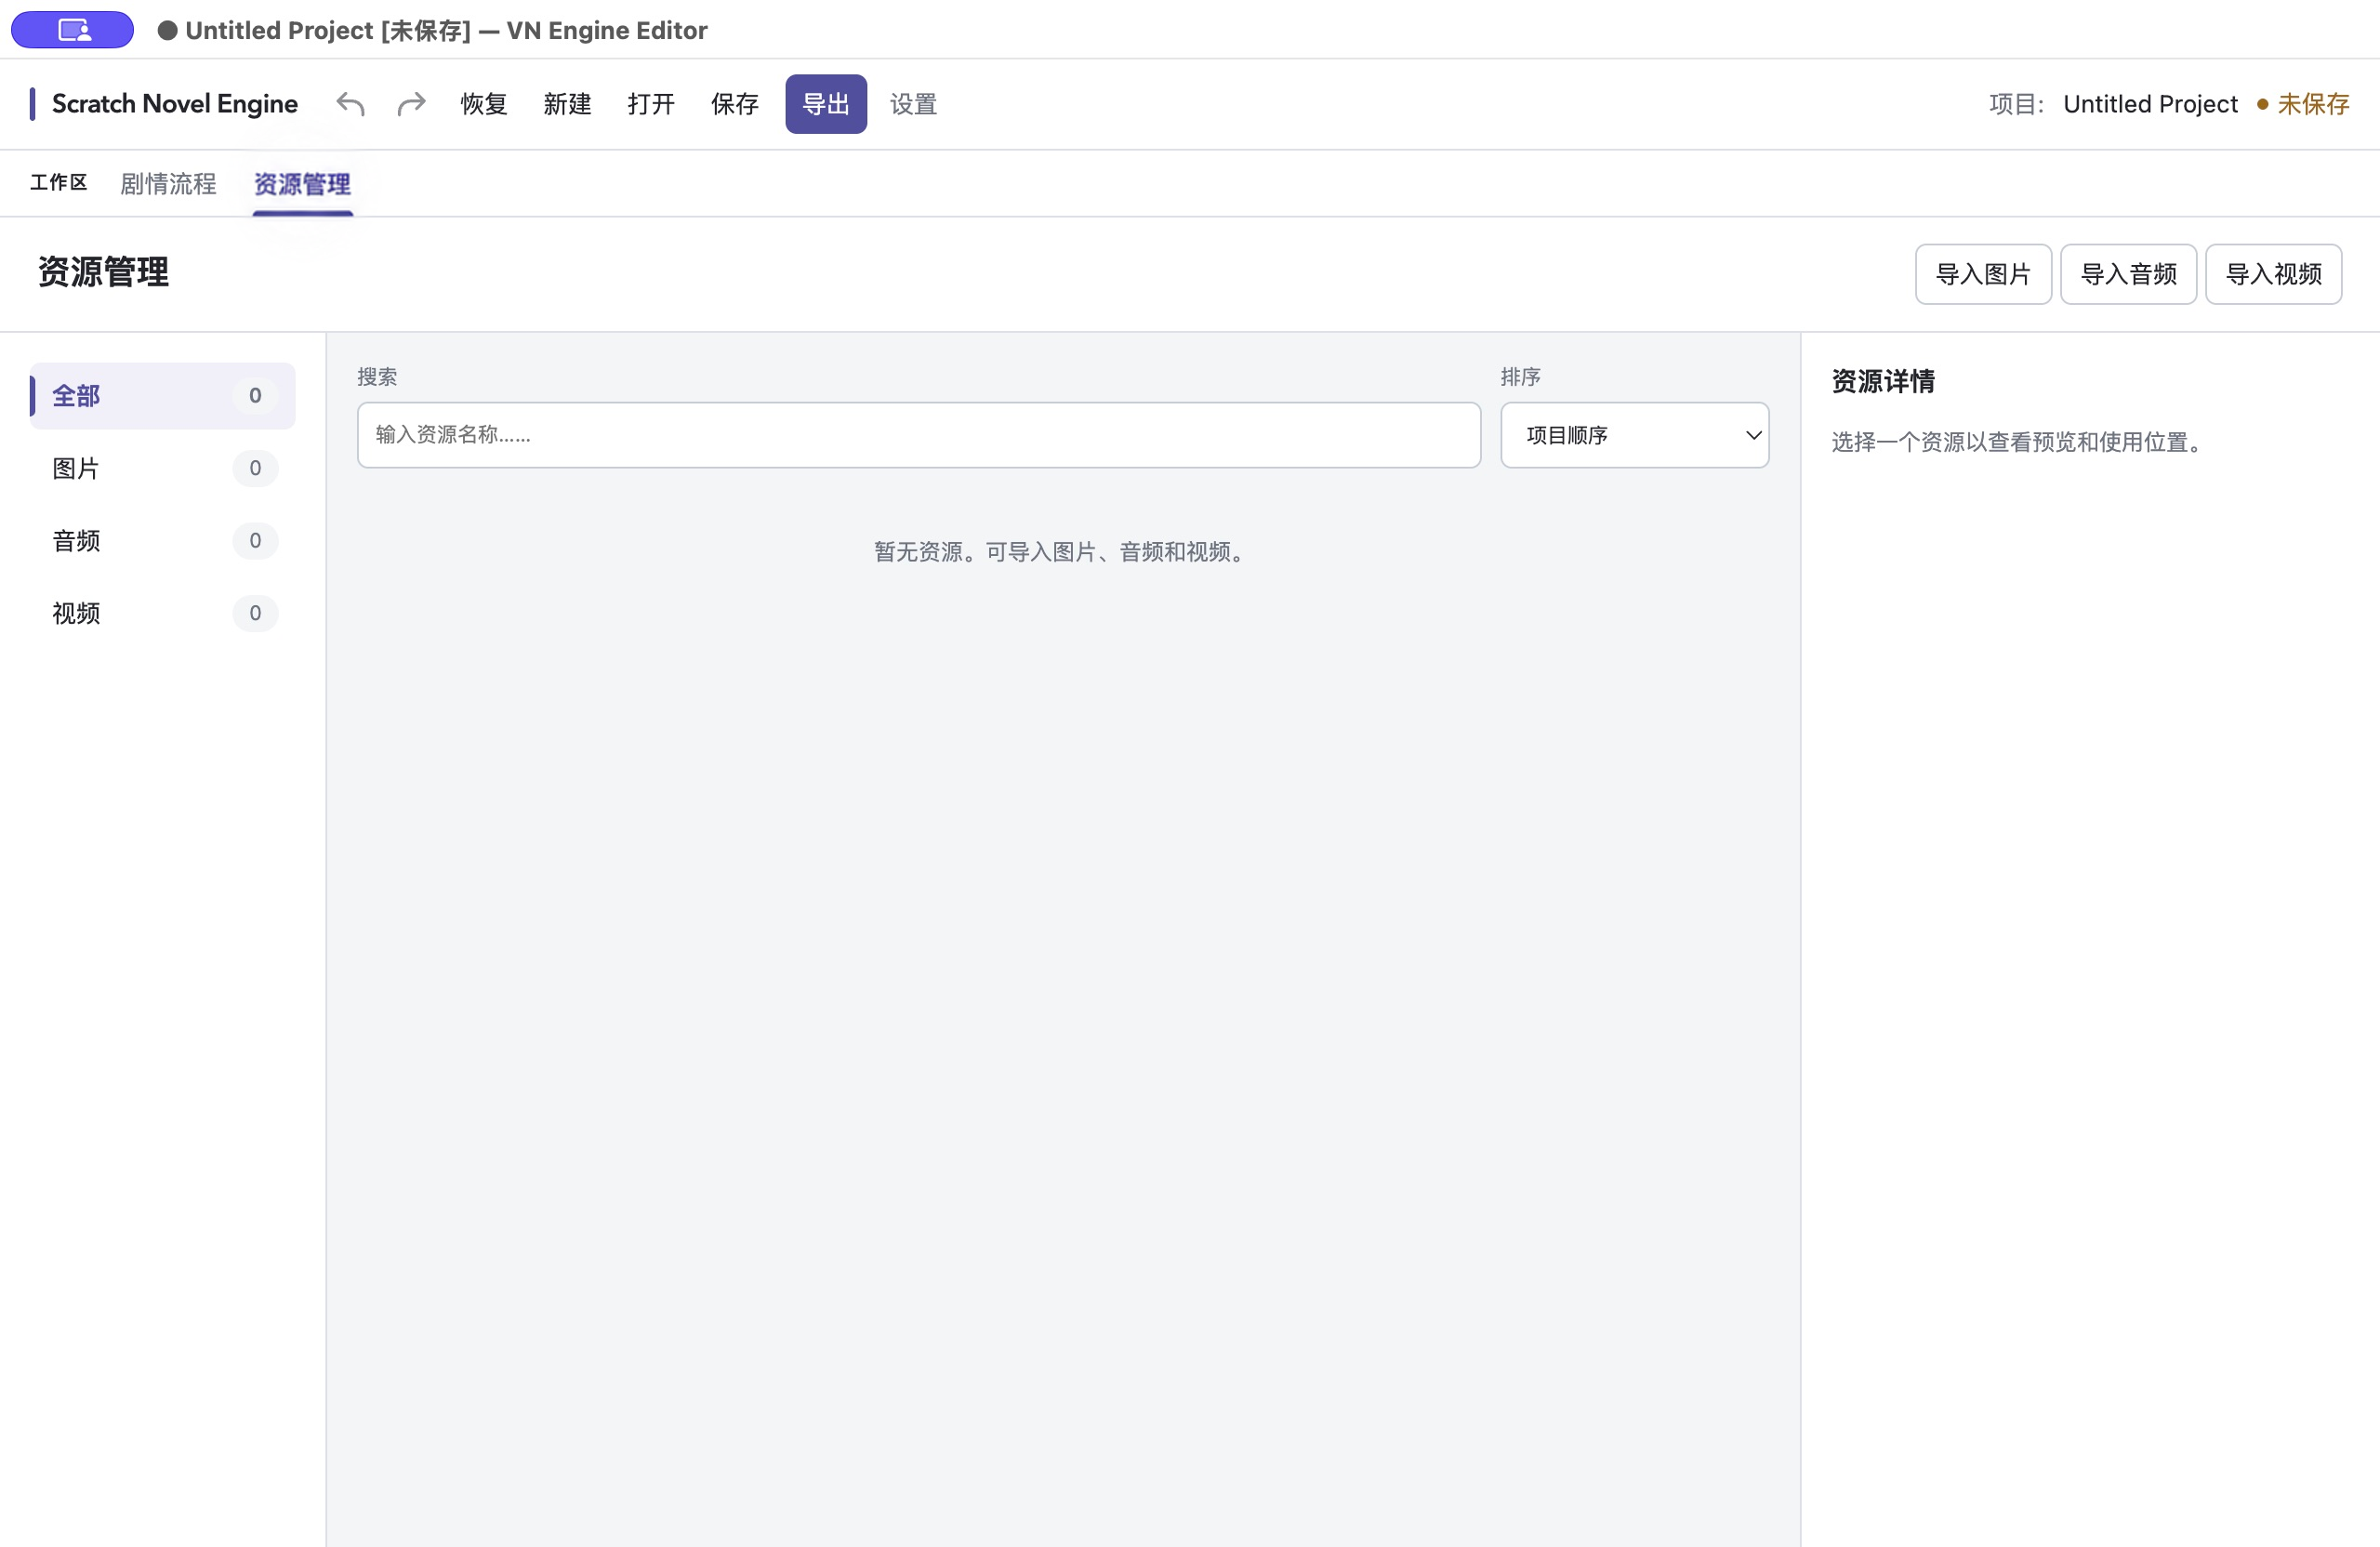 Untitled Project [未保存] — VN Engine Editor
Scratch Novel Engine 恢复 新建 打开 保存 导出 设置 项目: Untitled Project 未保存
工作区 剧情流程 资源管理
资源管理 导入图片 导入音频 导入视频
全部 0
图片 0
音频 0
视频 0
搜索 排序
输入资源名称…… 项目顺序
暂无资源。可导入图片、音频和视频。
资源详情
选择一个资源以查看预览和使用位置。